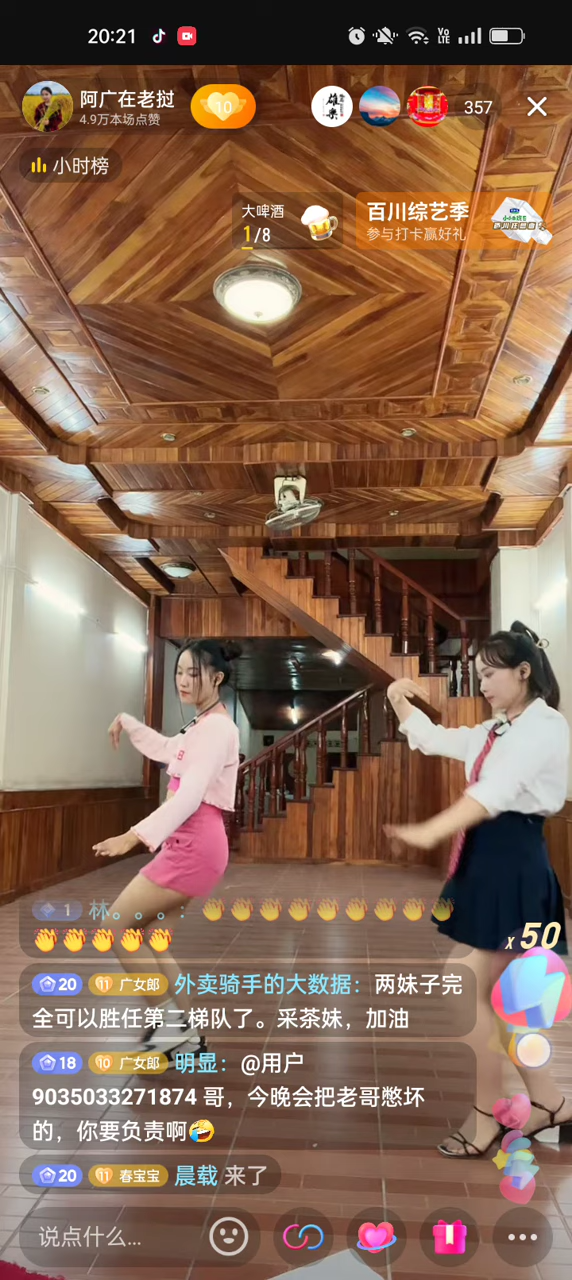 20:21
Vo LTE
阿广在老挝
4.9万本场点赞
10
357
小时榜
大啤酒
1/8
百川综艺季
参与打卡赢好礼
x 50
1 林。。。：👏👏👏👏👏👏👏👏👏
👏👏👏👏👏
20 11 广女郎 外卖骑手的大数据：两妹子完
全可以胜任第二梯队了。采茶妹，加油
18 10 广女郎 明显：@用户
9035033271874 哥，今晚会把老哥憋坏
的，你要负责啊🤣
20 11 春宝宝 晨载 来了
说点什么...